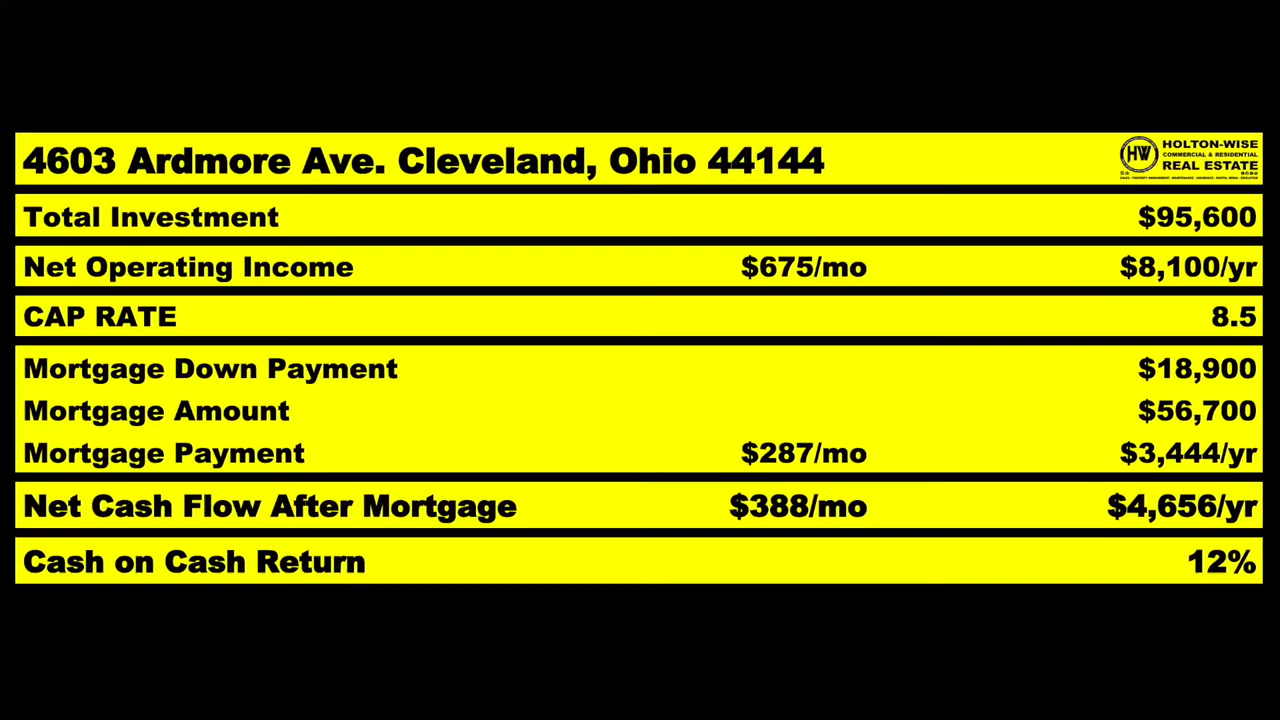 4603 Ardmore Ave. Cleveland, Ohio 44144
HW
HOLTON-WISE
COMMERCIAL & RESIDENTIAL
REAL ESTATE
Total Investment $95,600
Net Operating Income $675/mo $8,100/yr
CAP RATE 8.5
Mortgage Down Payment $18,900
Mortgage Amount $56,700
Mortgage Payment $287/mo $3,444/yr
Net Cash Flow After Mortgage $388/mo $4,656/yr
Cash on Cash Return 12%